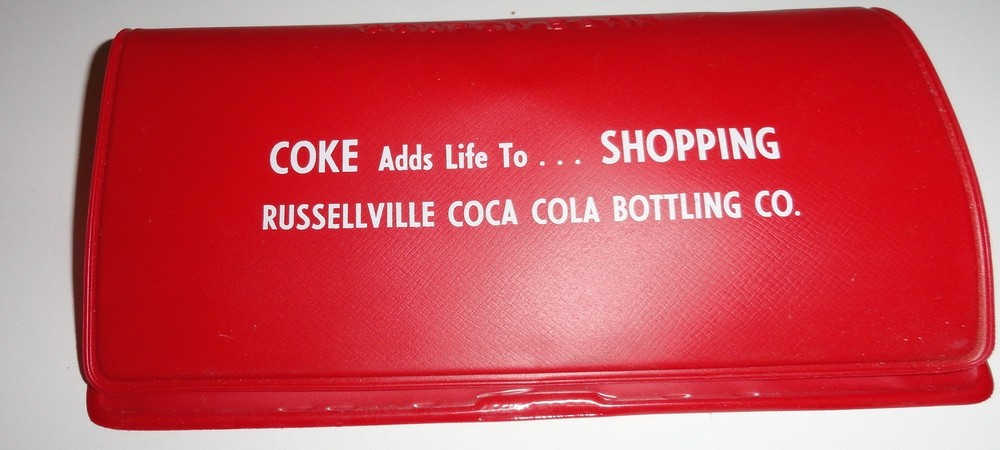 COKE Adds Life To . . . SHOPPING
RUSSELLVILLE COCA COLA BOTTLING CO.